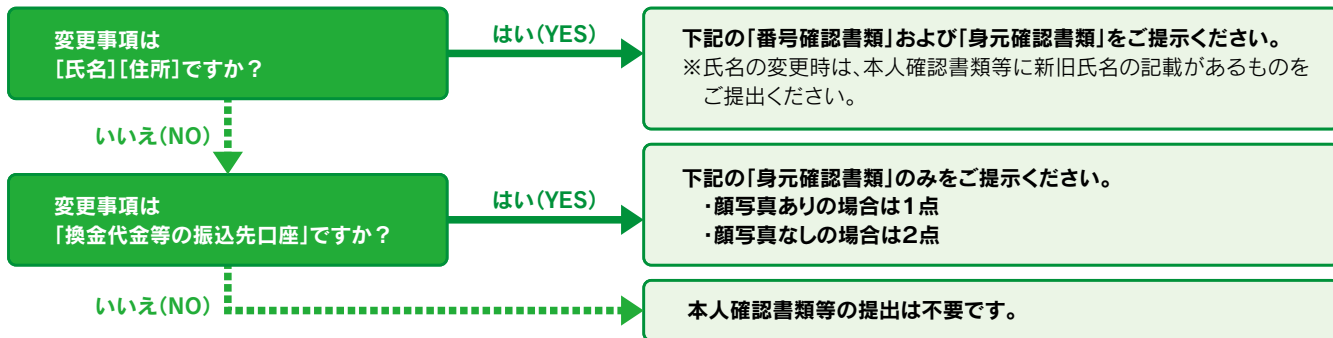 変更事項は
[氏名][住所]ですか？
はい(YES)
下記の「番号確認書類」および「身元確認書類」をご提示ください。
※氏名の変更時は、本人確認書類等に新旧氏名の記載があるものを
ご提出ください。
いいえ(NO)
変更事項は
「換金代金等の振込先口座」ですか？
はい(YES)
下記の「身元確認書類」のみをご提示ください。
・顔写真ありの場合は1点
・顔写真なしの場合は2点
いいえ(NO)
本人確認書類等の提出は不要です。